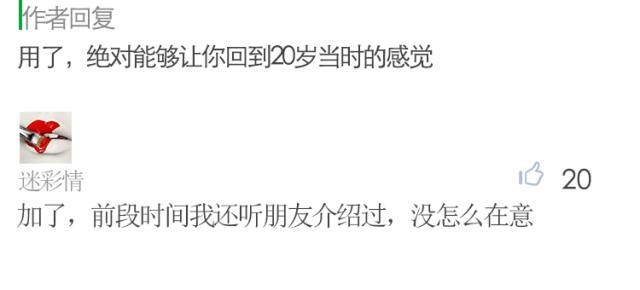 作者回复
用了，绝对能够让你回到20岁当时的感觉
迷彩情
20
加了，前段时间我还听朋友介绍过，没怎么在意